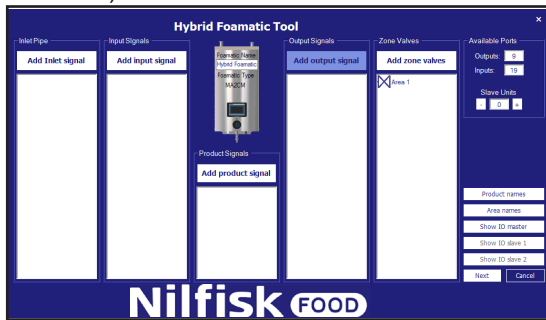 Hybrid Foamatic Tool
×
Inlet Pipe
Add Inlet signal
Input SIgnals
Add input signal
Foamatic Name
Hybrid Foamatic
Foamatic Type
MA2CM
Product Signals
Add product signal
Output Signals
Add output signal
Zone Valves
Add zone valves
Area 1
Available Ports
Outputs: 9
Inputs: 19
Slave Units
- 0 +
Product names
Area names
Show IO master
Show IO slave 1
Show IO slave 2
Next Cancel
Nilfisk FOOD